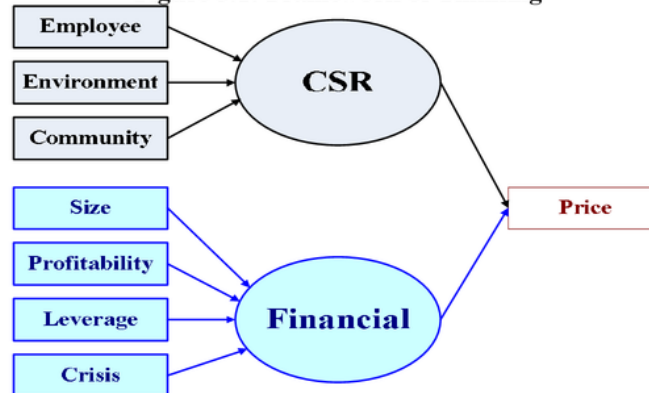 Employee
Environment
Community
CSR
Size
Profitability
Leverage
Crisis
Financial
Price